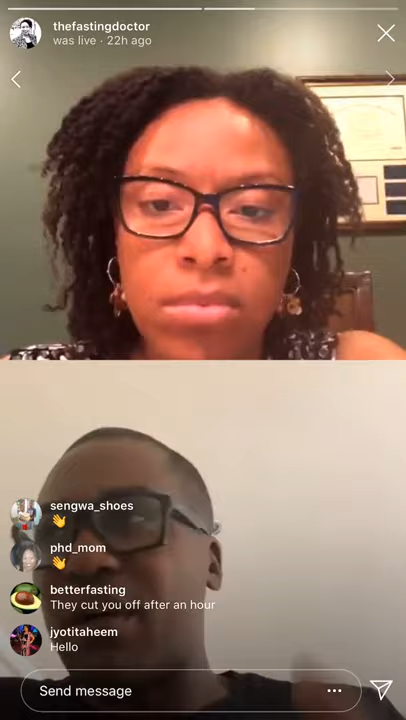 thefastingdoctor
was live · 22h ago
sengwa_shoes
👋
phd_mom
👋
betterfasting
They cut you off after an hour
jyotitaheem
Hello
Send message